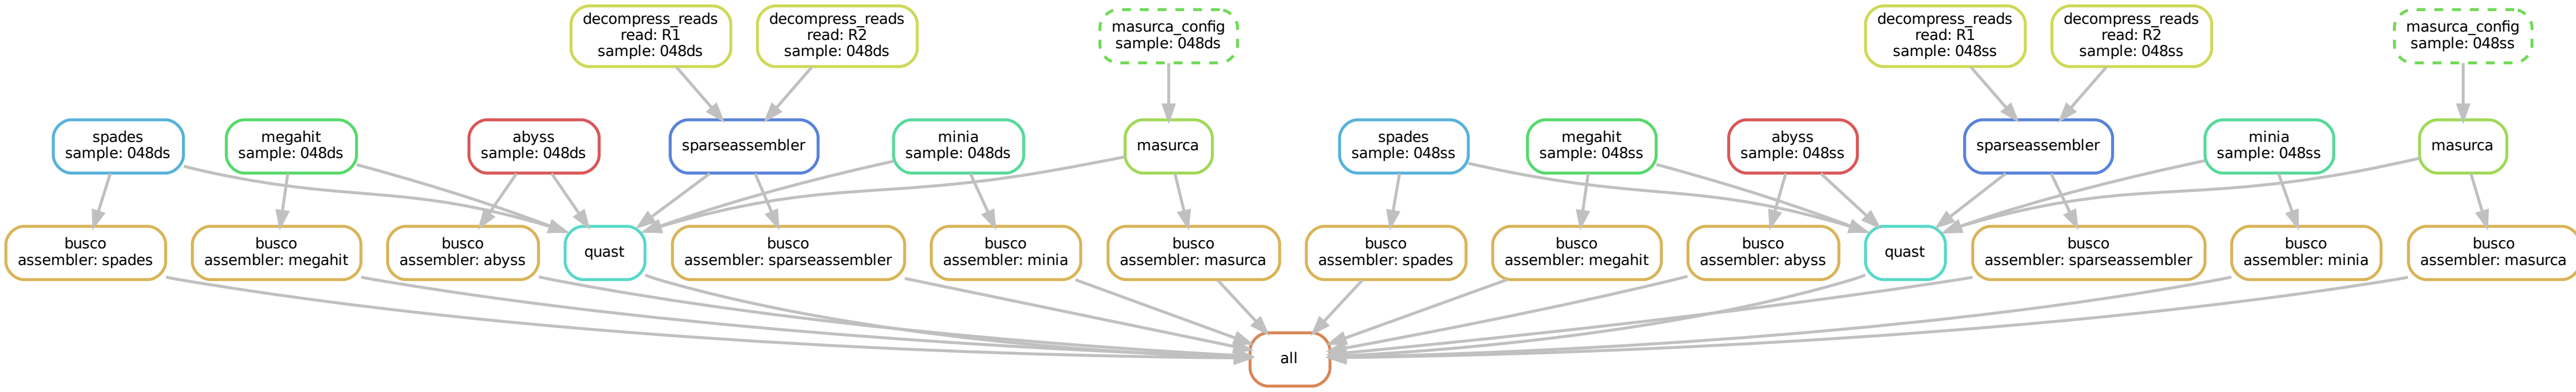 decompress_reads
read: R1
sample: 048ds
decompress_reads
read: R2
sample: 048ds
masurca_config
sample: 048ds
decompress_reads
read: R1
sample: 048ss
decompress_reads
read: R2
sample: 048ss
masurca_config
sample: 048ss
spades
sample: 048ds
megahit
sample: 048ds
abyss
sample: 048ds
sparseassembler
minia
sample: 048ds
masurca
spades
sample: 048ss
megahit
sample: 048ss
abyss
sample: 048ss
sparseassembler
minia
sample: 048ss
masurca
busco
assembler: spades
busco
assembler: megahit
busco
assembler: abyss
quast
busco
assembler: sparseassembler
busco
assembler: minia
busco
assembler: masurca
busco
assembler: spades
busco
assembler: megahit
busco
assembler: abyss
quast
busco
assembler: sparseassembler
busco
assembler: minia
busco
assembler: masurca
all